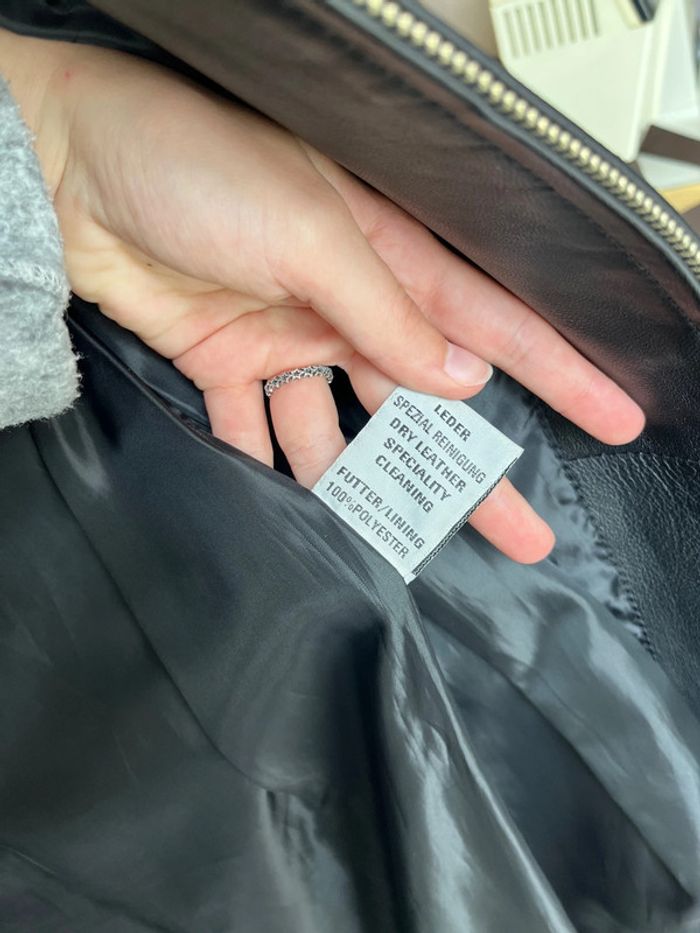 LEDER
SPEZIAL REINIGUNG
DRY LEATHER
SPECIALITY
CLEANING
FUTTER/LINING
100%POLYESTER